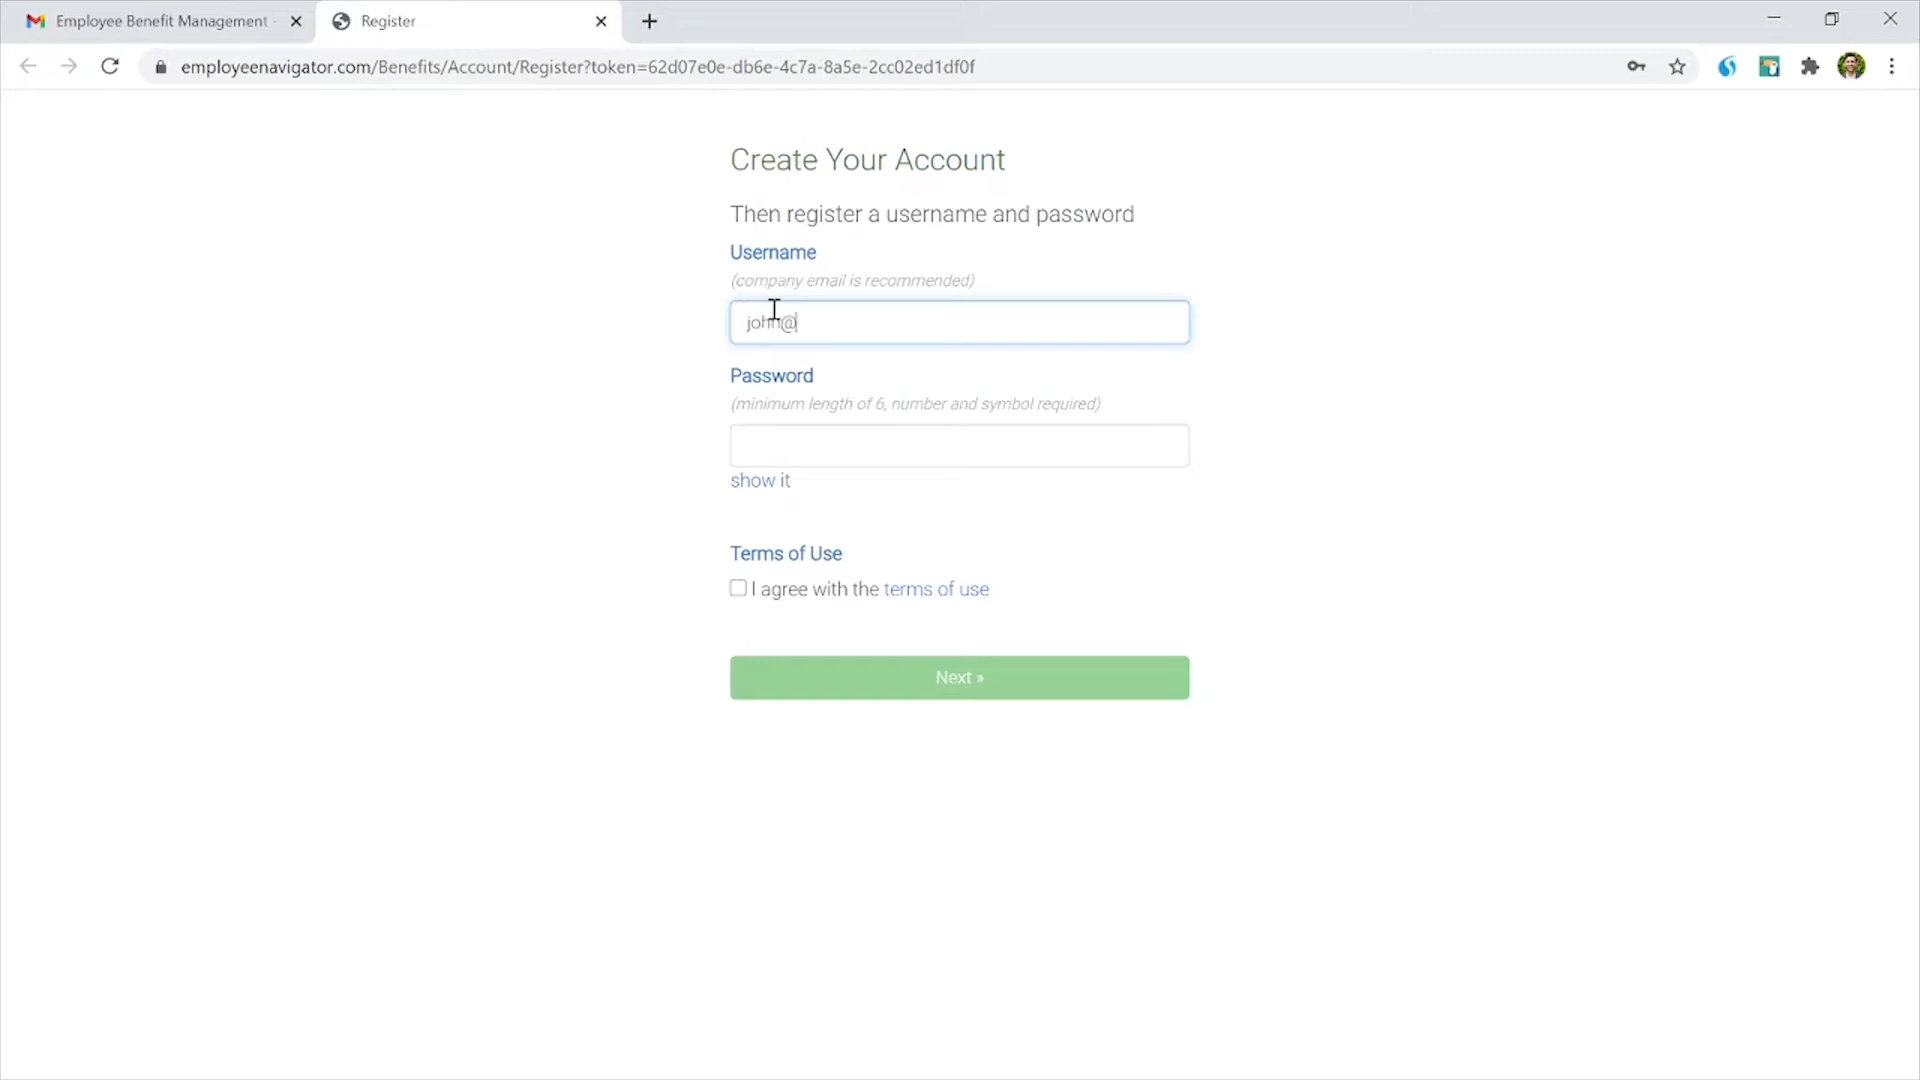 Employee Benefit Management -
Register
employeenavigator.com/Benefits/Account/Register?token=62d07e0e-db6e-4c7a-8a5e-2cc02ed1df0f
Create Your Account
Then register a username and password
Username
(company email is recommended)
john@
Password
(minimum length of 6, number and symbol required)
show it
Terms of Use
I agree with the terms of use
Next »